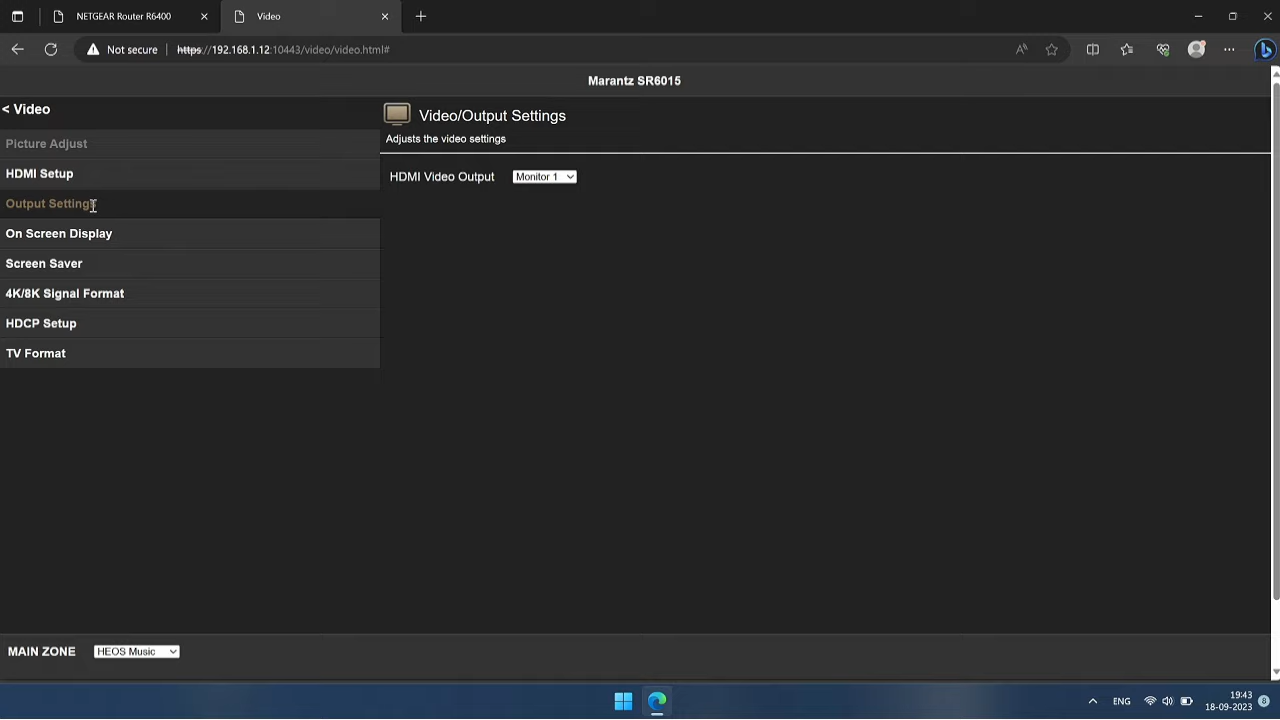 NETGEAR Router R6400
Video
Not secure
https://192.168.1.12:10443/video/video.html#
Marantz SR6015
< Video
Picture Adjust
HDMI Setup
Output Settings
On Screen Display
Screen Saver
4K/8K Signal Format
HDCP Setup
TV Format
Video/Output Settings
Adjusts the video settings
HDMI Video Output
Monitor 1
MAIN ZONE
HEOS Music
ENG
19:43
18-09-2023
8